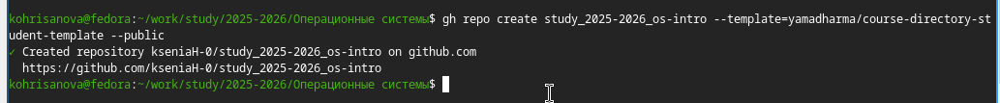 kohrisanova@fedora:~/work/study/2025-2026/Операционные системы$ gh repo create study_2025-2026_os-intro --template=yamadharma/course-directory-st
udent-template --public
✓ Created repository kseniaH-0/study_2025-2026_os-intro on github.com
https://github.com/kseniaH-0/study_2025-2026_os-intro
kohrisanova@fedora:~/work/study/2025-2026/Операционные системы$